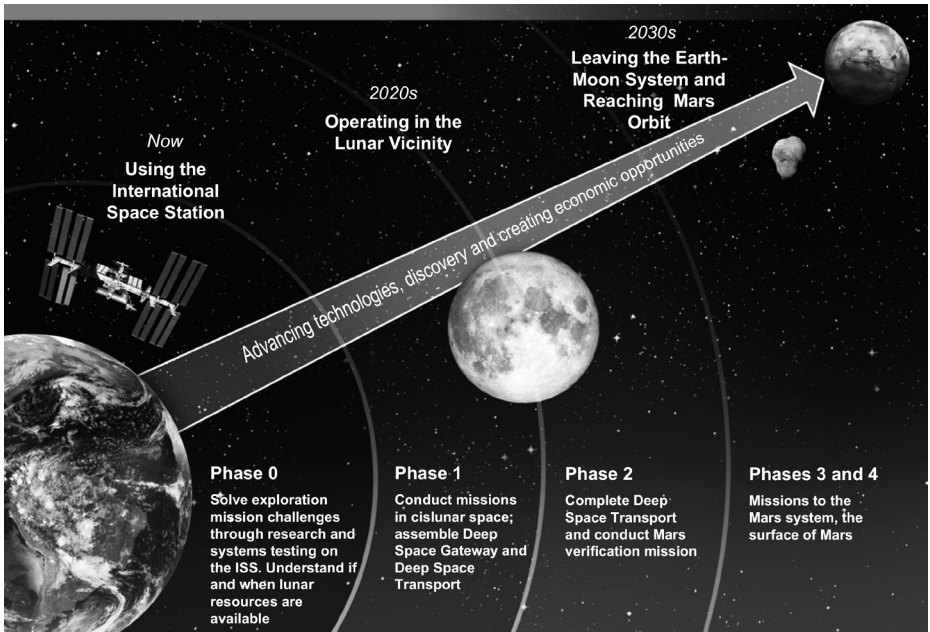 Now
Using the
International
Space Station
2020s
Operating in the
Lunar Vicinity
2030s
Leaving the Earth-
Moon System and
Reaching Mars
Orbit
Advancing technologies, discovery and creating economic opportunities
Phase 0
Solve exploration
mission challenges
through research and
systems testing on
the ISS. Understand if
and when lunar
resources are
available
Phase 1
Conduct missions
in cislunar space;
assemble Deep
Space Gateway and
Deep Space
Transport
Phase 2
Complete Deep
Space Transport
and conduct Mars
verification mission
Phases 3 and 4
Missions to the
Mars system, the
surface of Mars